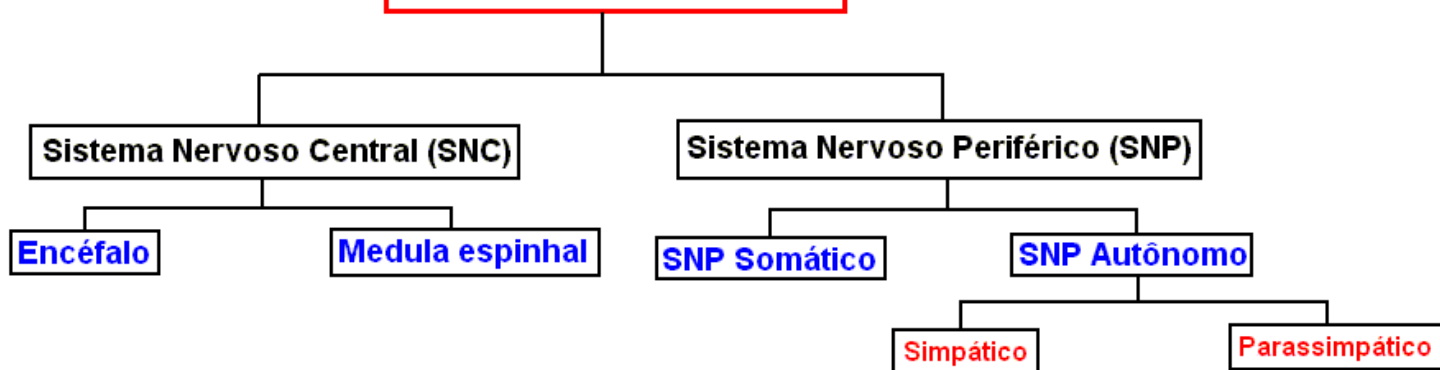 Sistema Nervoso Central (SNC)
Sistema Nervoso Periférico (SNP)
Encéfalo
Medula espinhal
SNP Somático
SNP Autônomo
Simpático
Parassimpático